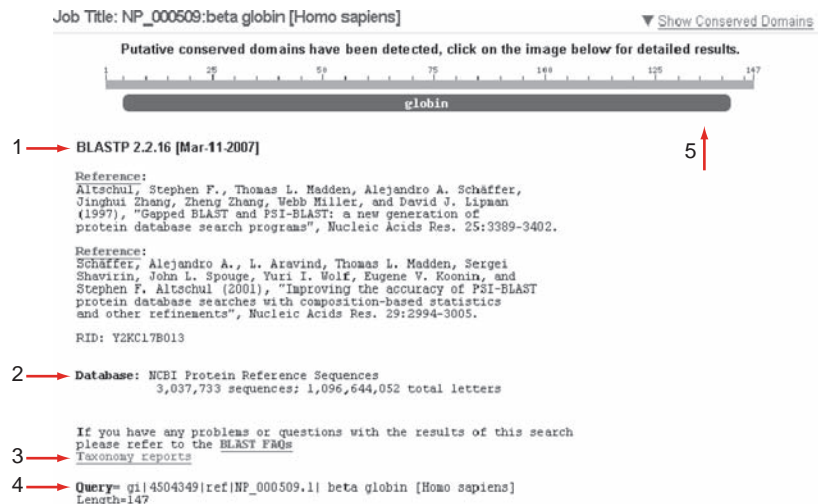 Job Title: NP_000509:beta globin [Homo sapiens]
▼ Show Conserved Domains
Putative conserved domains have been detected, click on the image below for detailed results.
1 25 50 75 100 125 147
globin
1 BLASTP 2.2.16 [Mar-11-2007]
5
Reference:
Altschul, Stephen F., Thomas L. Madden, Alejandro A. Schäffer,
Jinghui Zhang, Zheng Zhang, Webb Miller, and David J. Lipman
(1997), "Gapped BLAST and PSI-BLAST: a new generation of
protein database search programs", Nucleic Acids Res. 25:3389-3402.
Reference:
Schäffer, Alejandro A., L. Aravind, Thomas L. Madden, Sergei
Shavirin, John L. Spouge, Yuri I. Wolf, Eugene V. Koonin, and
Stephen F. Altschul (2001), "Improving the accuracy of PSI-BLAST
protein database searches with composition-based statistics
and other refinements", Nucleic Acids Res. 29:2994-3005.
RID: Y2KCL7B013
2 Database: NCBI Protein Reference Sequences
3,037,733 sequences; 1,096,644,052 total letters
If you have any problems or questions with the results of this search
please refer to the BLAST FAQs
3 Taxonomy reports
4 Query= gi|4504349|ref|NP_000509.1| beta globin [Homo sapiens]
Length=147